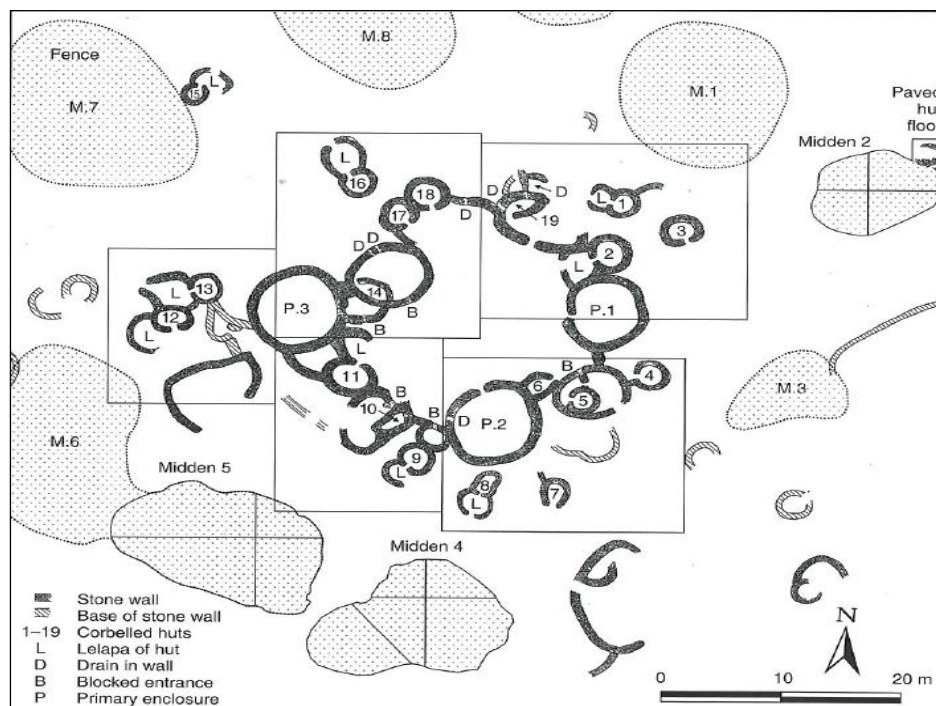 M.8
Fence
M.7
L
15
M.1
Paved
hu
floo
Midden 2
L
16
18
17
D
D
D
19
L
1
3
2
L
D
D
14
B
P.3
B
L
P.1
13
L
12
L
11
B
10
B
9
L
D
P.2
6
B
5
4
8
L
7
M.3
M.6
Midden 5
Midden 4
Stone wall
Base of stone wall
1–19 Corbelled huts
L Lelapa of hut
D Drain in wall
B Blocked entrance
P Primary enclosure
N
0 10 20 m